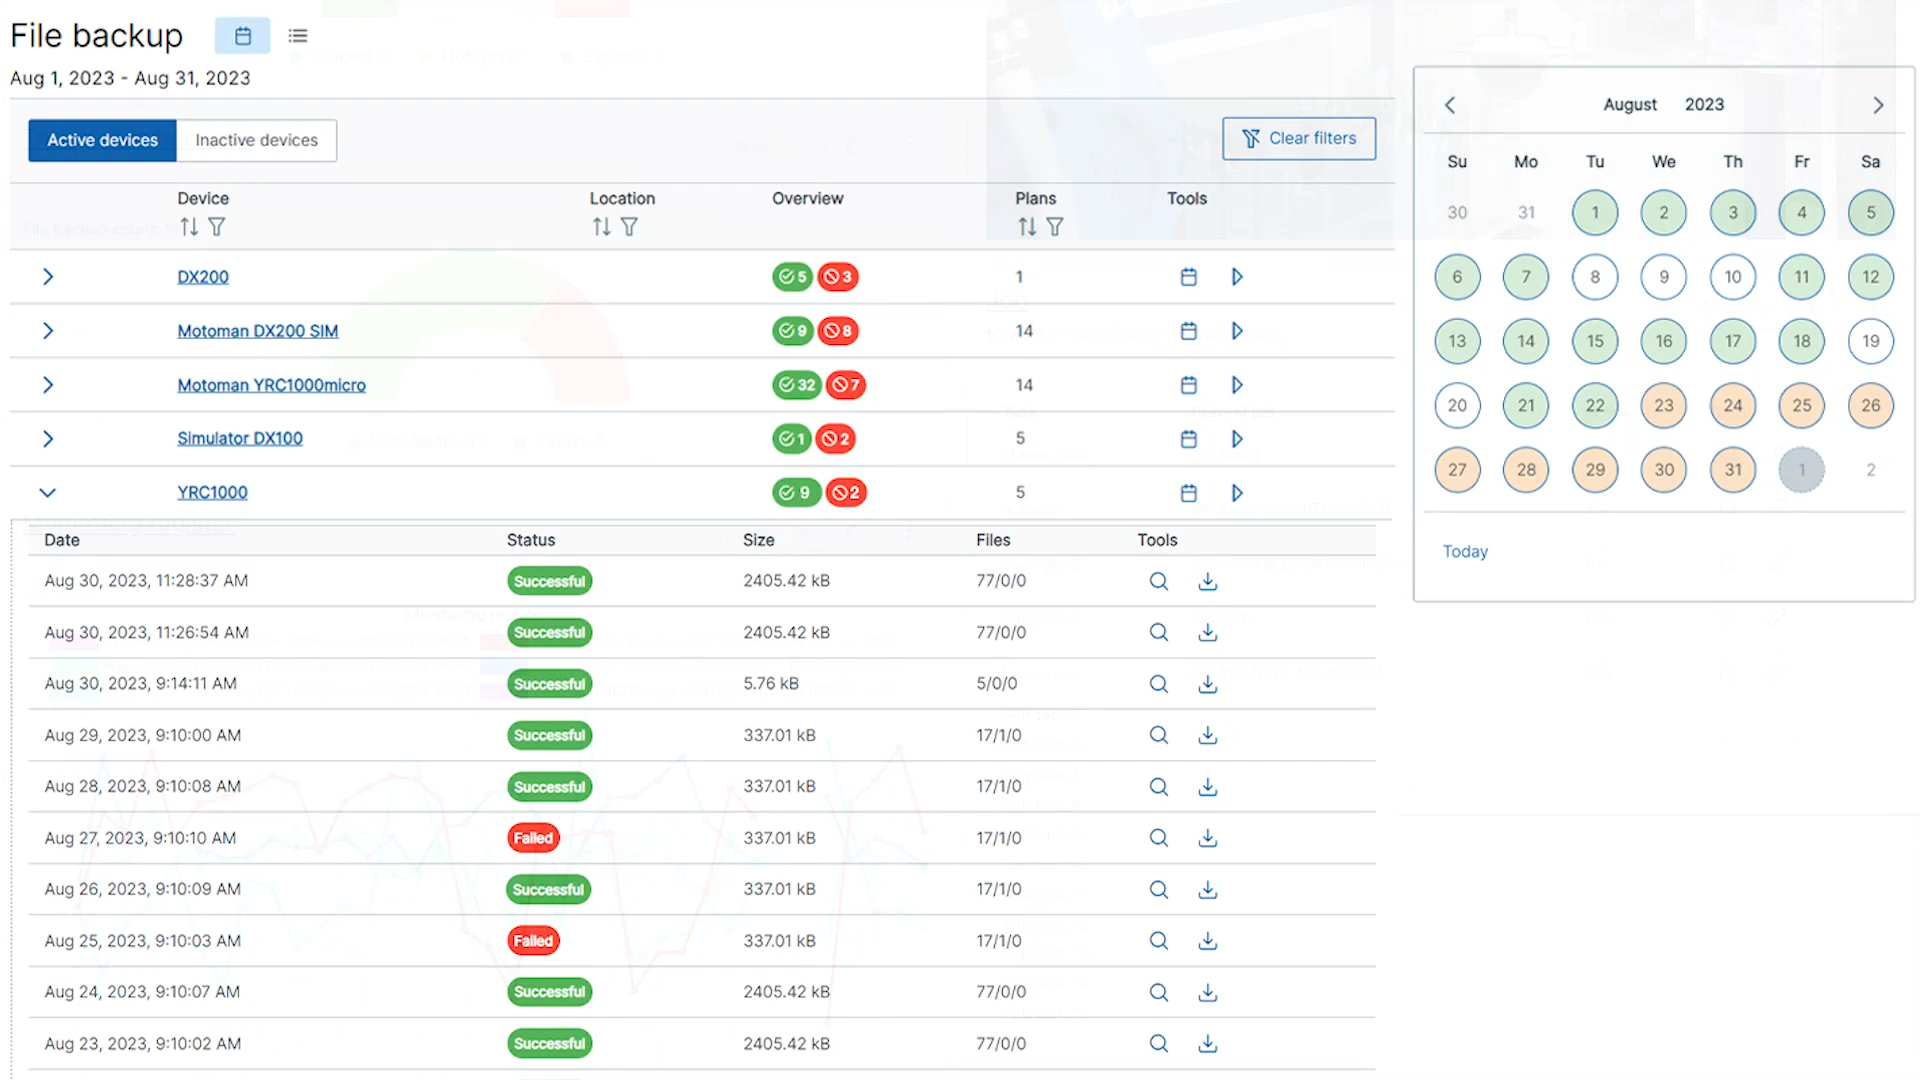 File backup
Aug 1, 2023 - Aug 31, 2023
Active devices Inactive devices Clear filters
Device Location Overview Plans Tools
DX200 5 3 1
Motoman DX200 SIM 9 8 14
Motoman YRC1000micro 32 7 14
Simulator DX100 1 2 5
YRC1000 9 2 5
Date Status Size Files Tools
Aug 30, 2023, 11:28:37 AM Successful 2405.42 kB 77/0/0
Aug 30, 2023, 11:26:54 AM Successful 2405.42 kB 77/0/0
Aug 30, 2023, 9:14:11 AM Successful 5.76 kB 5/0/0
Aug 29, 2023, 9:10:00 AM Successful 337.01 kB 17/1/0
Aug 28, 2023, 9:10:08 AM Successful 337.01 kB 17/1/0
Aug 27, 2023, 9:10:10 AM Failed 337.01 kB 17/1/0
Aug 26, 2023, 9:10:09 AM Successful 337.01 kB 17/1/0
Aug 25, 2023, 9:10:03 AM Failed 337.01 kB 17/1/0
Aug 24, 2023, 9:10:07 AM Successful 2405.42 kB 77/0/0
Aug 23, 2023, 9:10:02 AM Successful 2405.42 kB 77/0/0
August 2023
Su Mo Tu We Th Fr Sa
30 31 1 2 3 4 5
6 7 8 9 10 11 12
13 14 15 16 17 18 19
20 21 22 23 24 25 26
27 28 29 30 31 1 2
Today